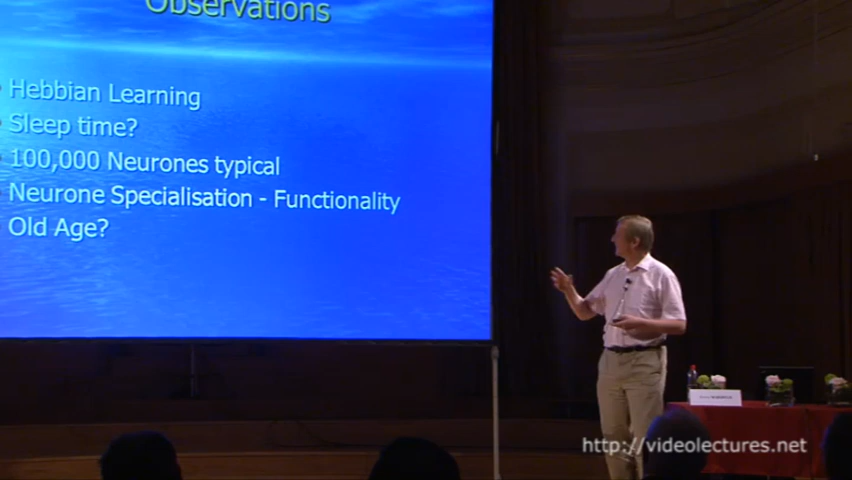 Observations
Hebbian Learning
Sleep time?
100,000 Neurones typical
Neurone Specialisation - Functionality
Old Age?
http://videolectures.net